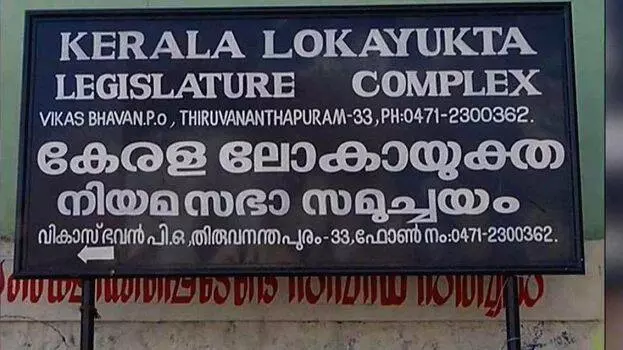 KERALA LOKAYUKTA
LEGISLATURE COMPLEX
VIKAS BHAVAN.P.o, THIRUVANANTHAPURAM-33, PH:0471-2300362.
കേരള ലോകായുക്ത
നിയമസഭാ സമുച്ചയം
വികാസ് ഭവൻ പി.ഒ, തിരുവനന്തപുരം-33, ഫോൺ നം:0471-2300362.